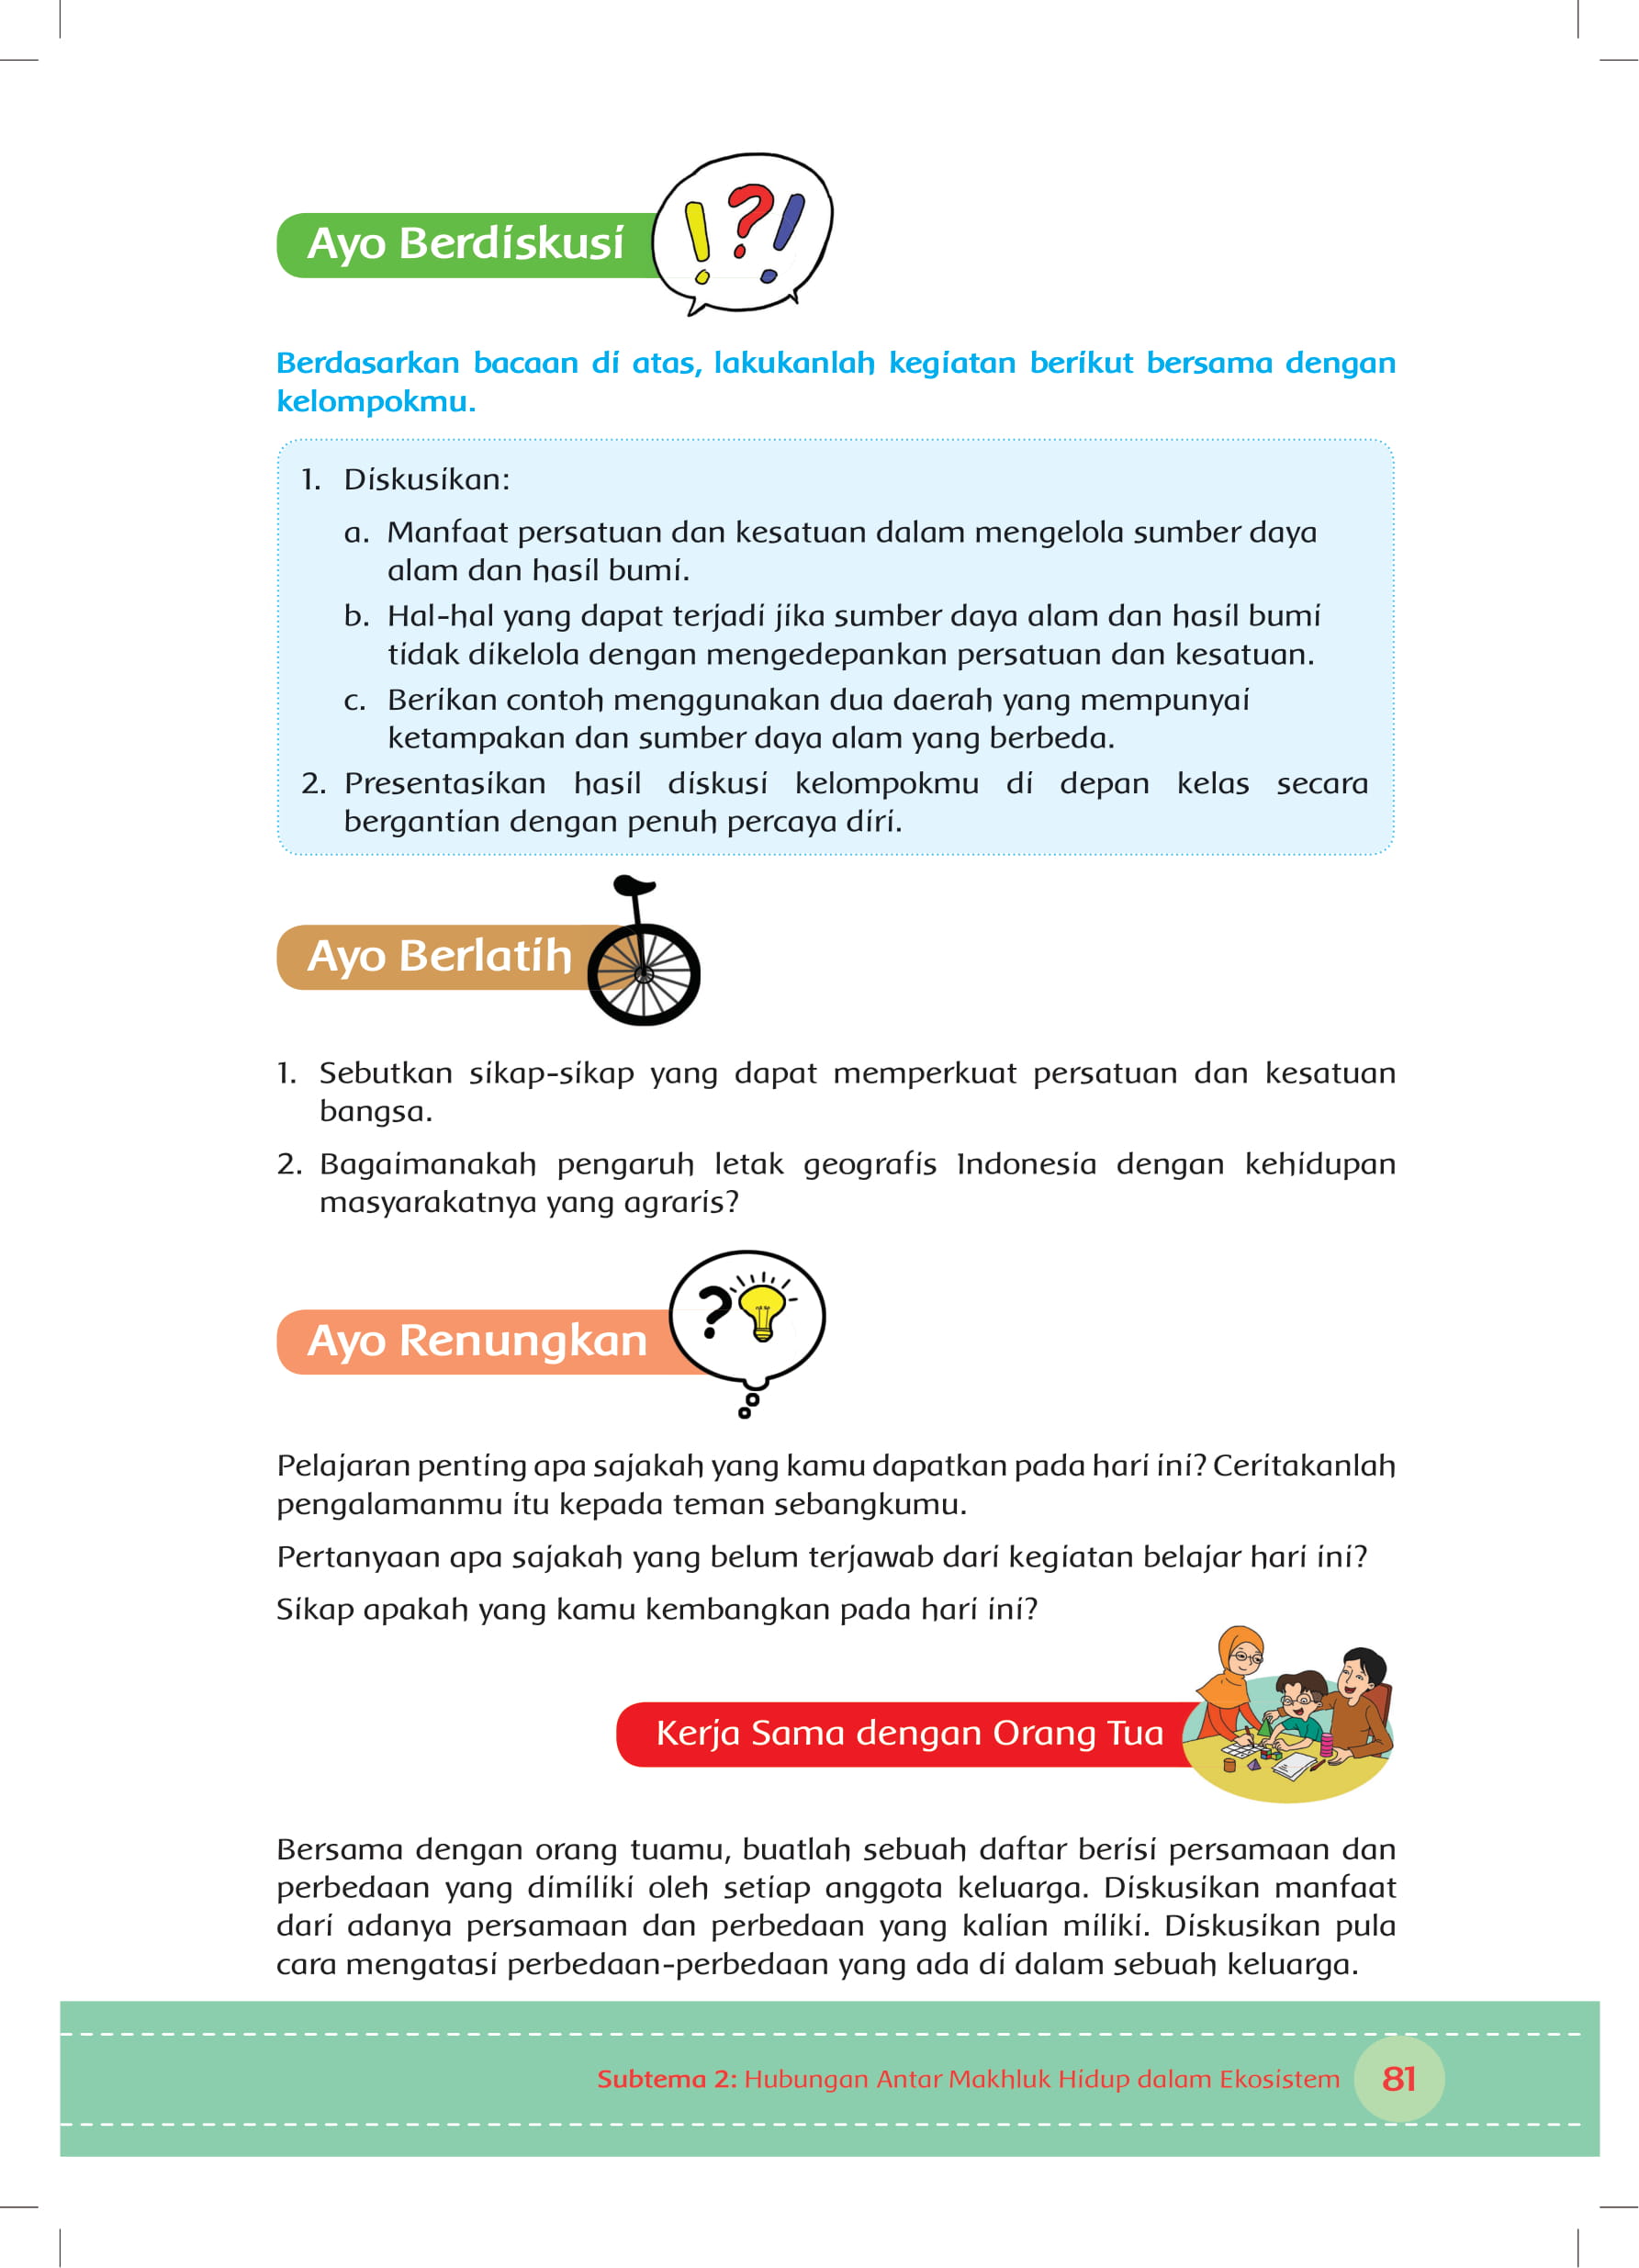 Ayo Berdiskusi
Berdasarkan bacaan di atas, lakukanlah kegiatan berikut bersama dengan
kelompokmu.
1. Diskusikan:
a. Manfaat persatuan dan kesatuan dalam mengelola sumber daya
alam dan hasil bumi.
b. Hal-hal yang dapat terjadi jika sumber daya alam dan hasil bumi
tidak dikelola dengan mengedepankan persatuan dan kesatuan.
c. Berikan contoh menggunakan dua daerah yang mempunyai
ketampakan dan sumber daya alam yang berbeda.
2. Presentasikan hasil diskusi kelompokmu di depan kelas secara
bergantian dengan penuh percaya diri.
Ayo Berlatih
1. Sebutkan sikap-sikap yang dapat memperkuat persatuan dan kesatuan
bangsa.
2. Bagaimanakah pengaruh letak geografis Indonesia dengan kehidupan
masyarakatnya yang agraris?
Ayo Renungkan
Pelajaran penting apa sajakah yang kamu dapatkan pada hari ini? Ceritakanlah
pengalamanmu itu kepada teman sebangkumu.
Pertanyaan apa sajakah yang belum terjawab dari kegiatan belajar hari ini?
Sikap apakah yang kamu kembangkan pada hari ini?
Kerja Sama dengan Orang Tua
Bersama dengan orang tuamu, buatlah sebuah daftar berisi persamaan dan
perbedaan yang dimiliki oleh setiap anggota keluarga. Diskusikan manfaat
dari adanya persamaan dan perbedaan yang kalian miliki. Diskusikan pula
cara mengatasi perbedaan-perbedaan yang ada di dalam sebuah keluarga.
Subtema 2: Hubungan Antar Makhluk Hidup dalam Ekosistem 81